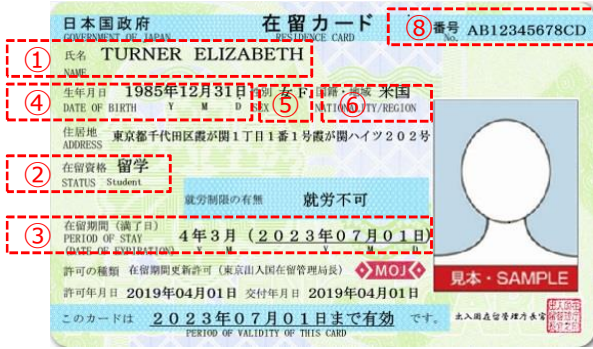 日本国政府 在留カード ⑧ 番号 AB12345678CD
GOVERNMENT OF JAPAN RESIDENCE CARD No.
① 氏名 TURNER ELIZABETH
NAME
④ 生年月日 1985年12月31日 性別 女 F. 国籍・地域 米国
DATE OF BIRTH Y M D ⑤ SEX ⑥ NATIONALITY/REGION
住居地 東京都千代田区霞が関1丁目1番1号霞が関ハイツ202号
ADDRESS
② 在留資格 留学
STATUS Student
就労制限の有無 就労不可
③ 在留期間(満了日) 4年3月(2023年07月01日)
PERIOD OF STAY
(DATE OF EXPIRATION) Y M Y M D
許可の種類 在留期間更新許可(東京出入国在留管理局長) MOJ
見本・SAMPLE
許可年月日 2019年04月01日 交付年月日 2019年04月01日
このカードは 2023年07月01日まで有効 です。 出入国在留管理庁長官
PERIOD OF VALIDITY OF THIS CARD